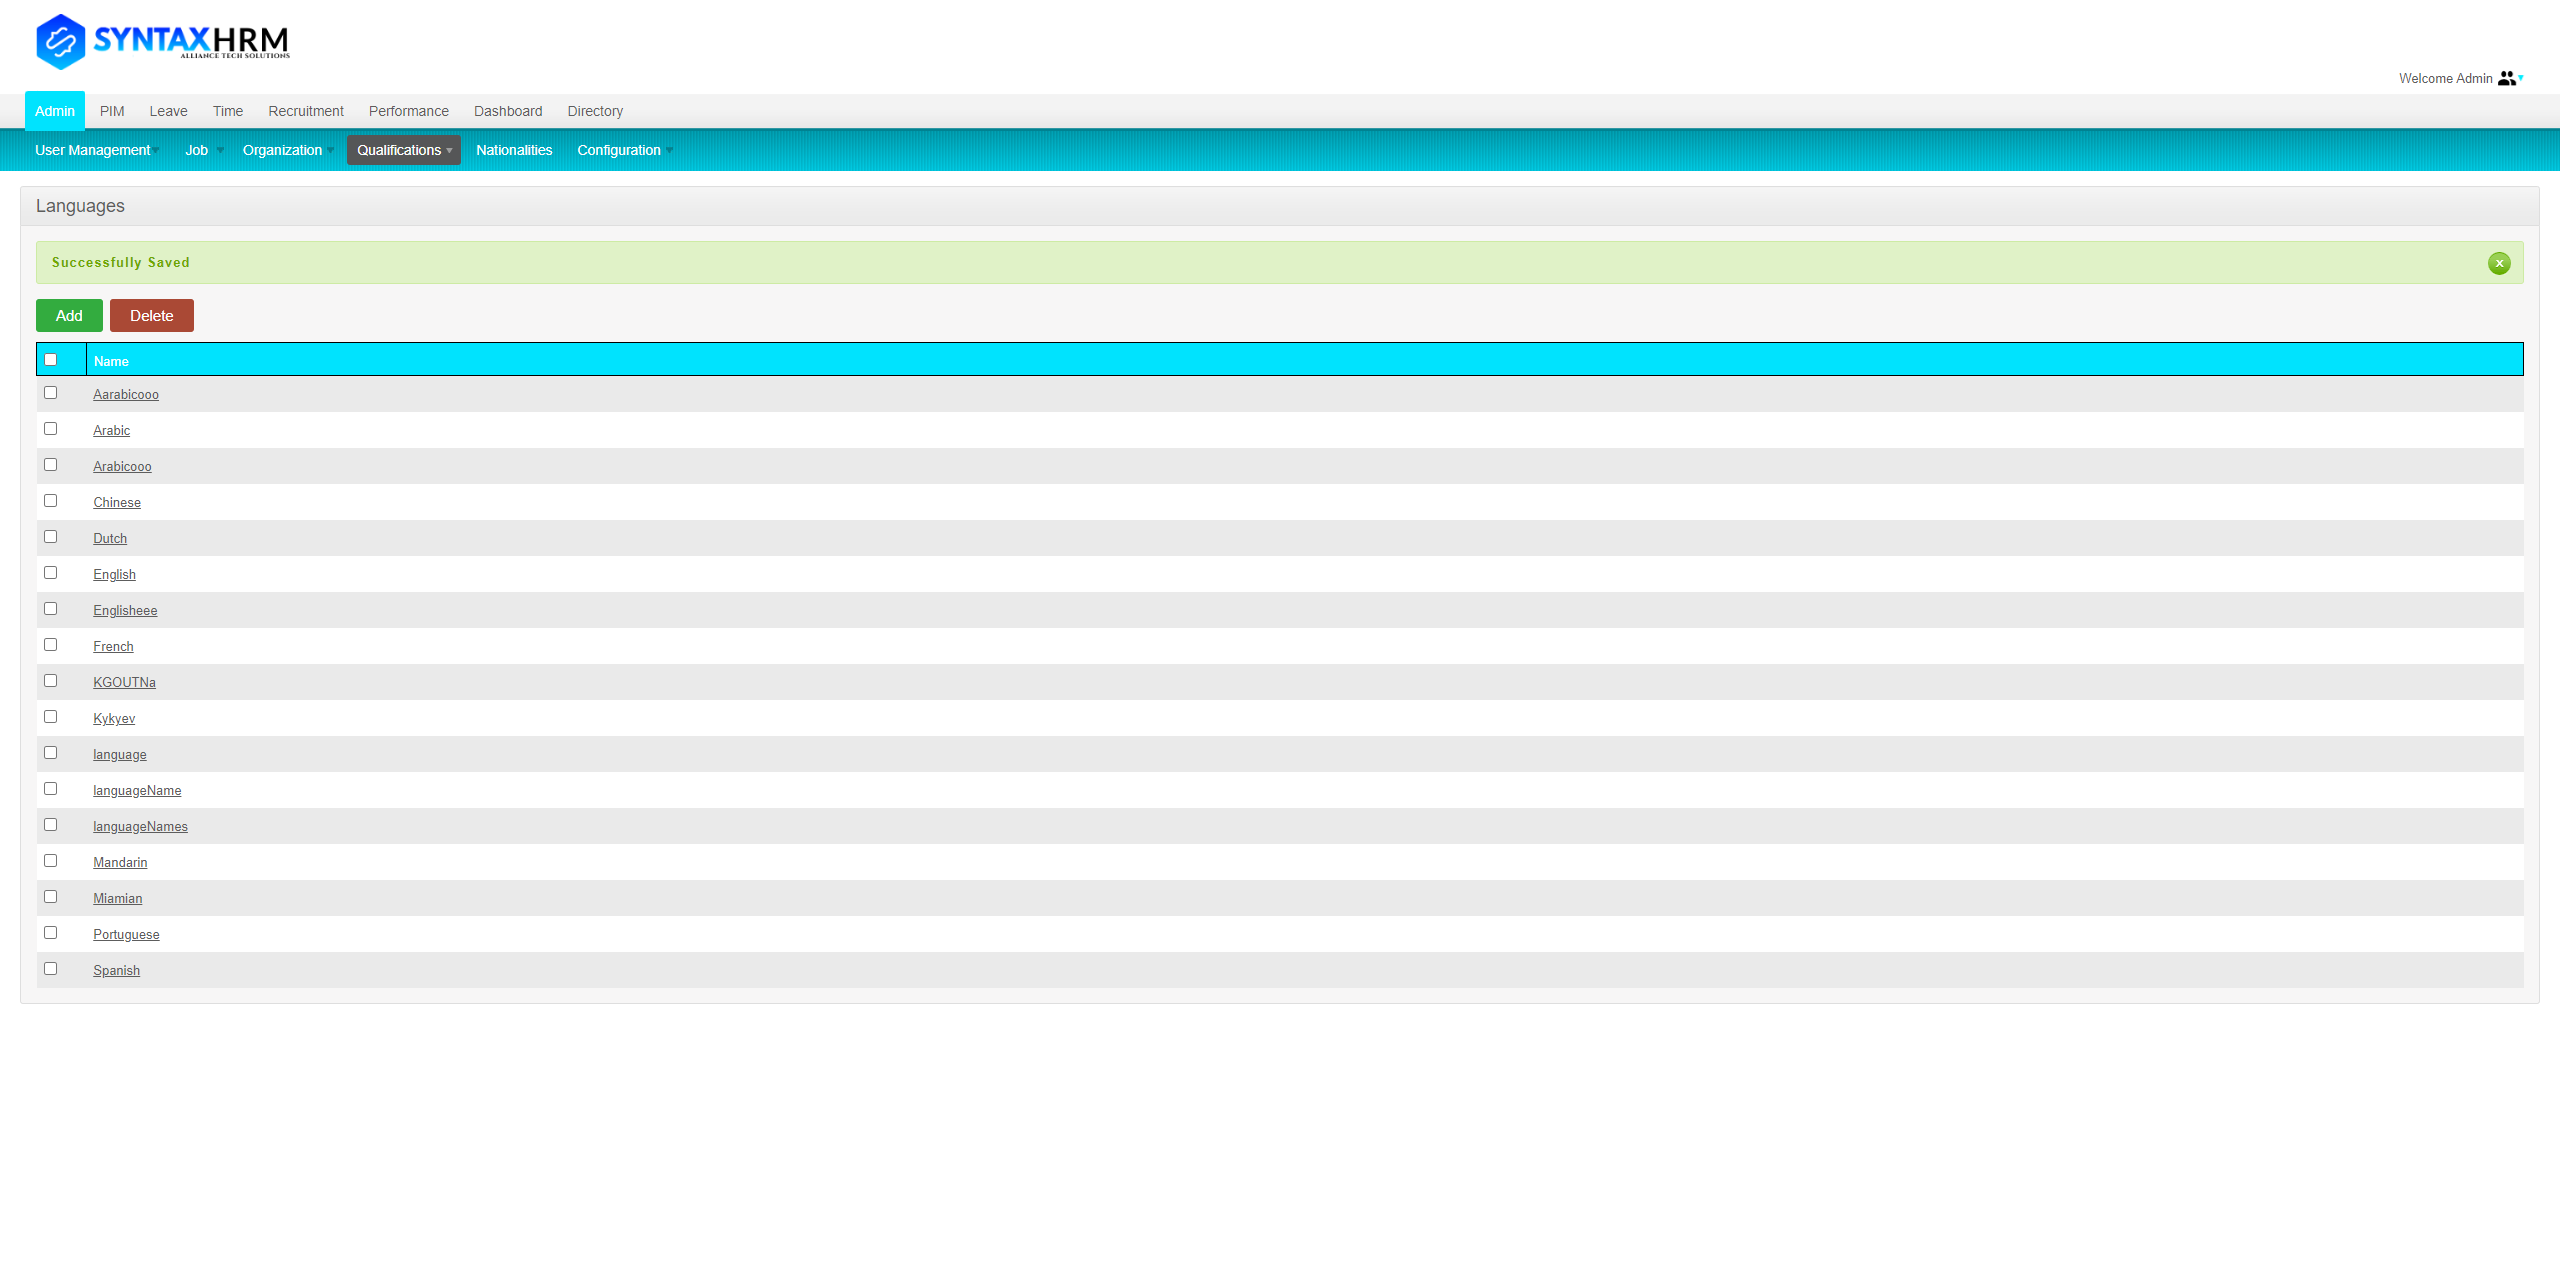 SYNTAXHRM
ALLIANCE TECH SOLUTIONS
Welcome Admin
Admin PIM Leave Time Recruitment Performance Dashboard Directory
User Management Job Organization Qualifications Nationalities Configuration
Languages
Successfully Saved
x
Add Delete
Name
Aarabicooo
Arabic
Arabicooo
Chinese
Dutch
English
Englisheee
French
KGOUTNa
Kykyev
language
languageName
languageNames
Mandarin
Miamian
Portuguese
Spanish